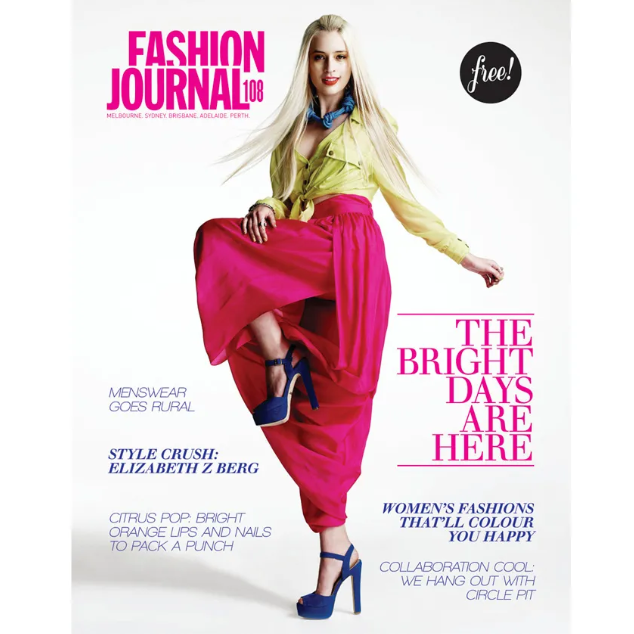 FASHION
JOURNAL 108
MELBOURNE. SYDNEY. BRISBANE. ADELAIDE. PERTH.
free!
THE
BRIGHT
DAYS
ARE
HERE
MENSWEAR
GOES RURAL
STYLE CRUSH:
ELIZABETH Z BERG
CITRUS POP: BRIGHT
ORANGE LIPS AND NAILS
TO PACK A PUNCH
WOMEN'S FASHIONS
THAT'LL COLOUR
YOU HAPPY
COLLABORATION COOL:
WE HANG OUT WITH
CIRCLE PIT